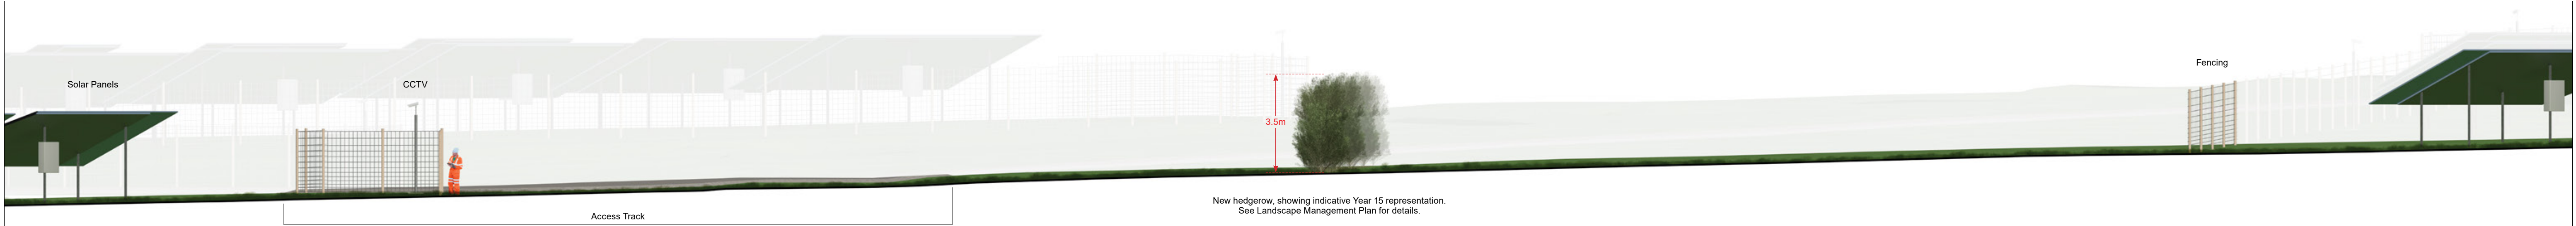 Solar Panels
CCTV
Fencing
3.5m
New hedgerow, showing indicative Year 15 representation.
See Landscape Management Plan for details.
Access Track